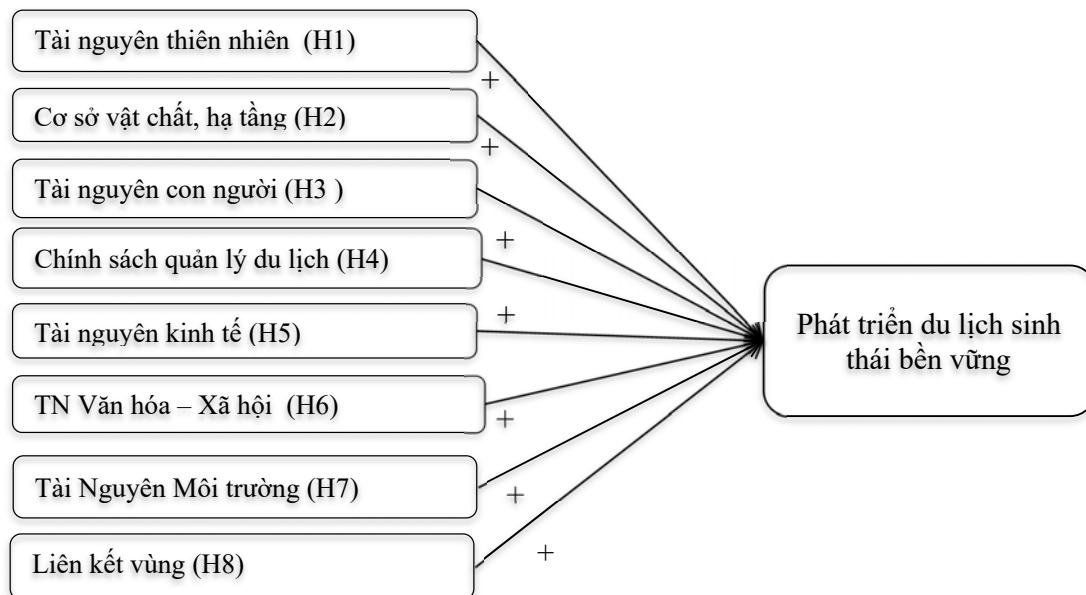 Tài nguyên thiên nhiên (H1)
+
Cơ sở vật chất, hạ tầng (H2)
+
Tài nguyên con người (H3 )
+
Chính sách quản lý du lịch (H4)
+
Tài nguyên kinh tế (H5)
TN Văn hóa – Xã hội (H6)
+
Tài Nguyên Môi trường (H7)
+
Liên kết vùng (H8)
+
Phát triển du lịch sinh
thái bền vững